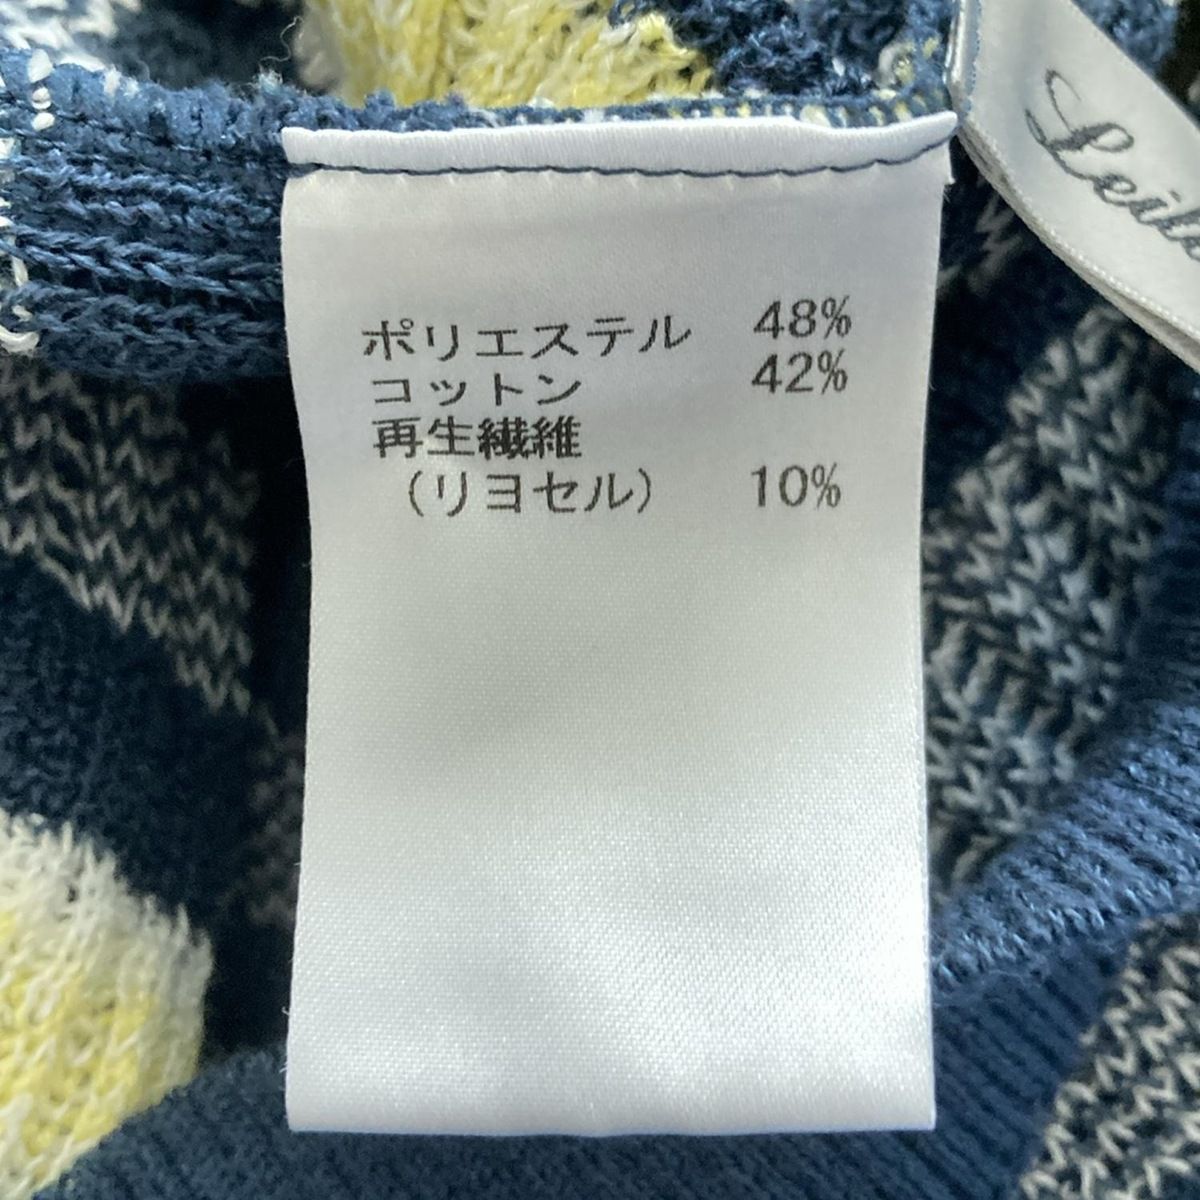 ポリエステル 48%
コットン 42%
再生繊維
（リヨセル） 10%